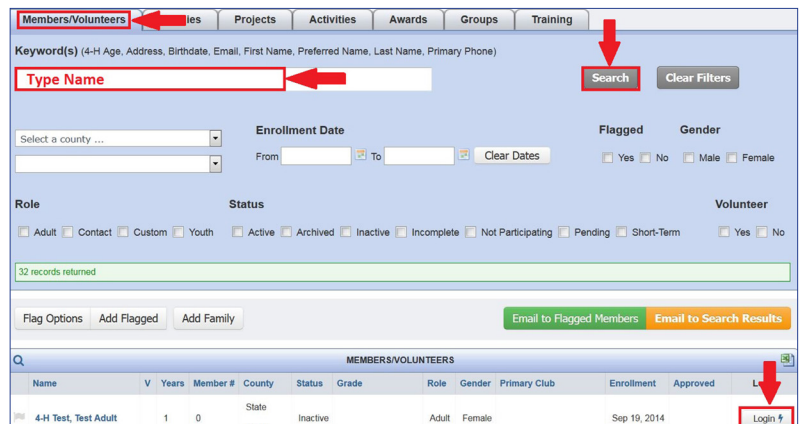 Members/Volunteers ies Projects Activities Awards Groups Training
Keyword(s) (4-H Age, Address, Birthdate, Email, First Name, Preferred Name, Last Name, Primary Phone)
Type Name Search Clear Filters
Enrollment Date Flagged Gender
Select a county ...
From To Clear Dates Yes No Male Female
Role Status Volunteer
Adult Contact Custom Youth Active Archived Inactive Incomplete Not Participating Pending Short-Term Yes No
32 records returned
Flag Options Add Flagged Add Family Email to Flagged Members Email to Search Results
MEMBERS/VOLUNTEERS
Name V Years Member # County Status Grade Role Gender Primary Club Enrollment Approved
State
4-H Test, Test Adult 1 0 Inactive Adult Female Sep 19, 2014 Login